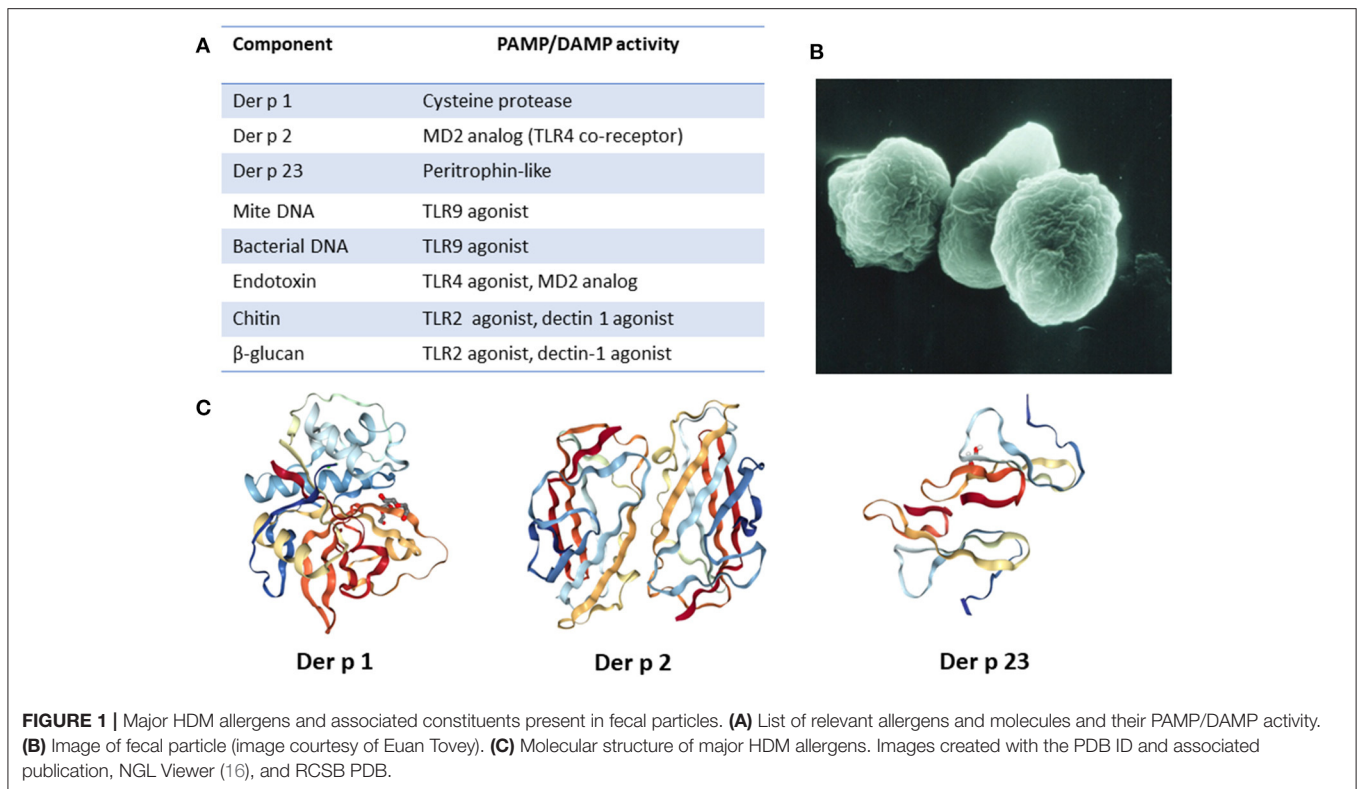 A
Component PAMP/DAMP activity
Der p 1 Cysteine protease
Der p 2 MD2 analog (TLR4 co-receptor)
Der p 23 Peritrophin-like
Mite DNA TLR9 agonist
Bacterial DNA TLR9 agonist
Endotoxin TLR4 agonist, MD2 analog
Chitin TLR2 agonist, dectin 1 agonist
β-glucan TLR2 agonist, dectin-1 agonist
B
C
Der p 1
Der p 2
Der p 23
FIGURE 1 | Major HDM allergens and associated constituents present in fecal particles. (A) List of relevant allergens and molecules and their PAMP/DAMP activity.
(B) Image of fecal particle (image courtesy of Euan Tovey). (C) Molecular structure of major HDM allergens. Images created with the PDB ID and associated
publication, NGL Viewer (16), and RCSB PDB.